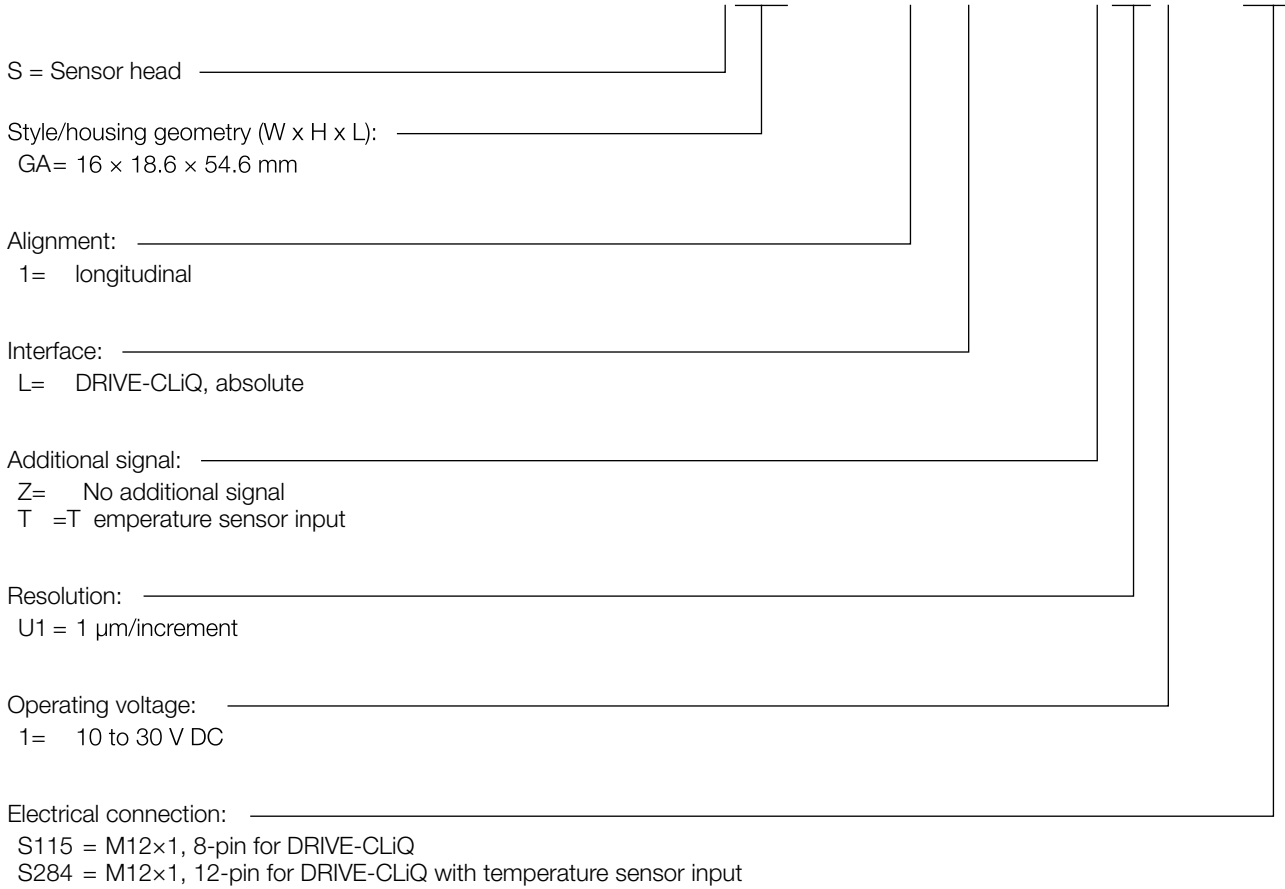 S = Sensor head
Style/housing geometry (W x H x L):
GA= 16 × 18.6 × 54.6 mm
Alignment:
1= longitudinal
Interface:
L= DRIVE-CLiQ, absolute
Additional signal:
Z= No additional signal
T =T emperature sensor input
Resolution:
U1 = 1 µm/increment
Operating voltage:
1= 10 to 30 V DC
Electrical connection:
S115 = M12×1, 8-pin for DRIVE-CLiQ
S284 = M12×1, 12-pin for DRIVE-CLiQ with temperature sensor input